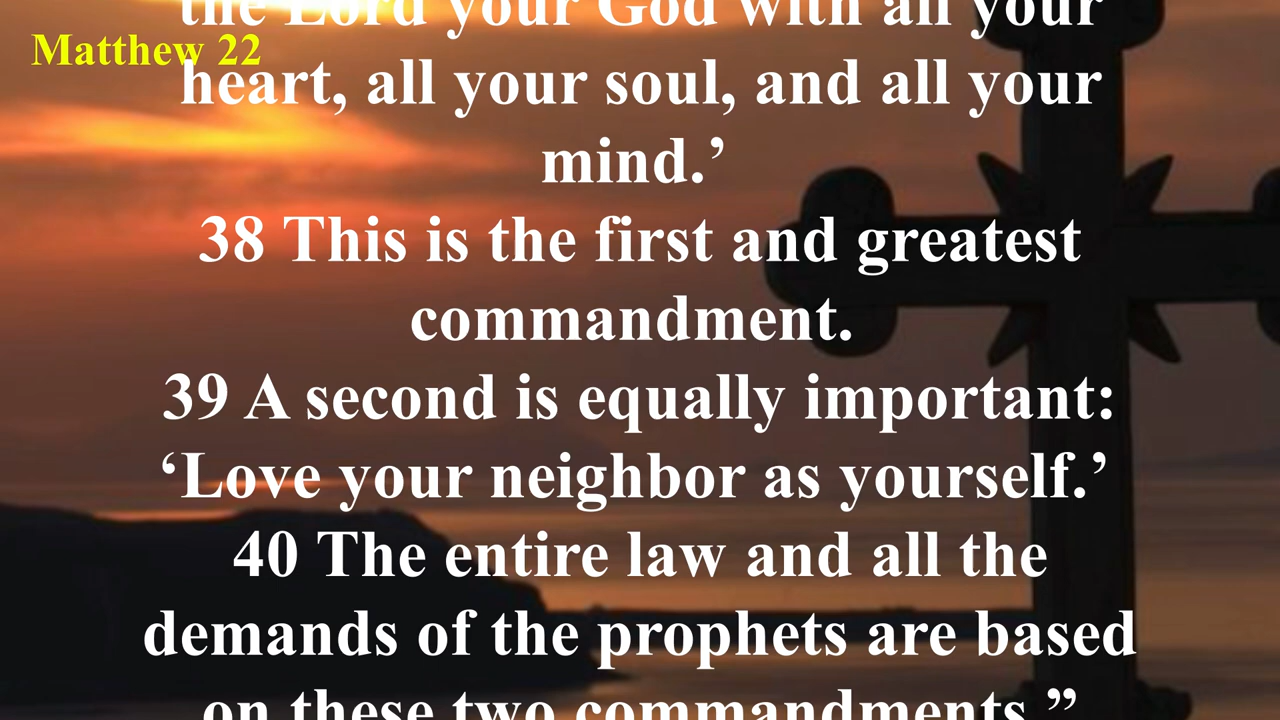 Matthew 22
the Lord your God with all your
heart, all your soul, and all your
mind.’
38 This is the first and greatest
commandment.
39 A second is equally important:
‘Love your neighbor as yourself.’
40 The entire law and all the
demands of the prophets are based
on these two commandments.”